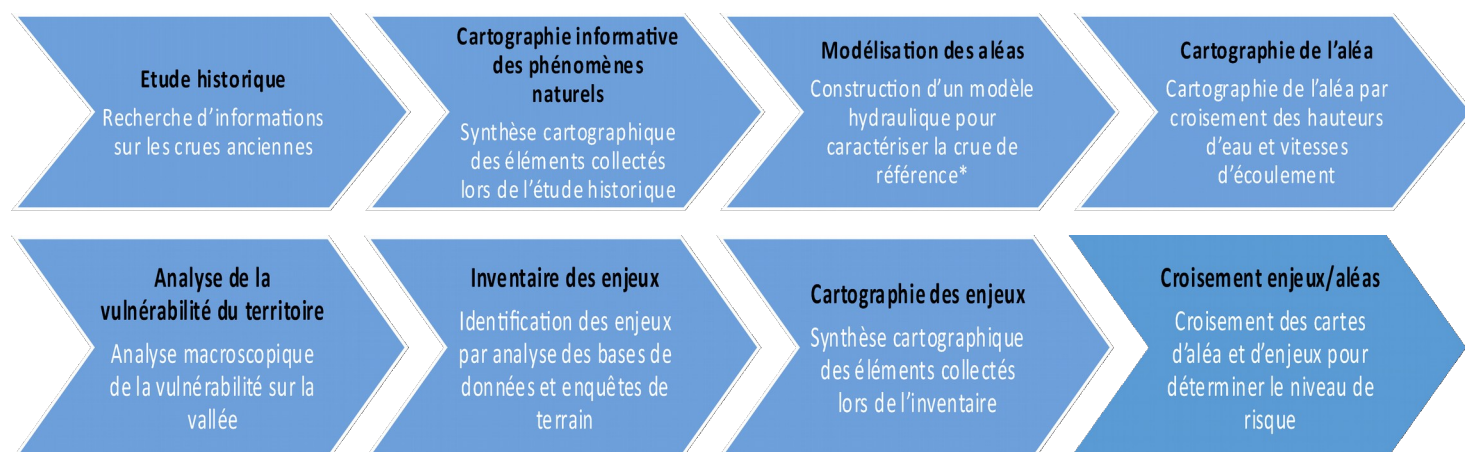 Etude historique
Recherche d'informations
sur les crues anciennes
Cartographie informative
des phénomènes
naturels
Synthèse cartographique
des éléments collectés
lors de l'étude historique
Modélisation des aléas
Construction d'un modèle
hydraulique pour
caractériser la crue de
référence*
Cartographie de l'aléa
Cartographie de l'aléa par
croisement des hauteurs
d'eau et vitesses
d'écoulement
Analyse de la
vulnérabilité du territoire
Analyse macroscopique
de la vulnérabilité sur la
vallée
Inventaire des enjeux
Identification des enjeux
par analyse des bases de
données et enquêtes de
terrain
Cartographie des enjeux
Synthèse cartographique
des éléments collectés
lors de l'inventaire
Croisement enjeux/aléas
Croisement des cartes
d'aléa et d'enjeux pour
déterminer le niveau de
risque